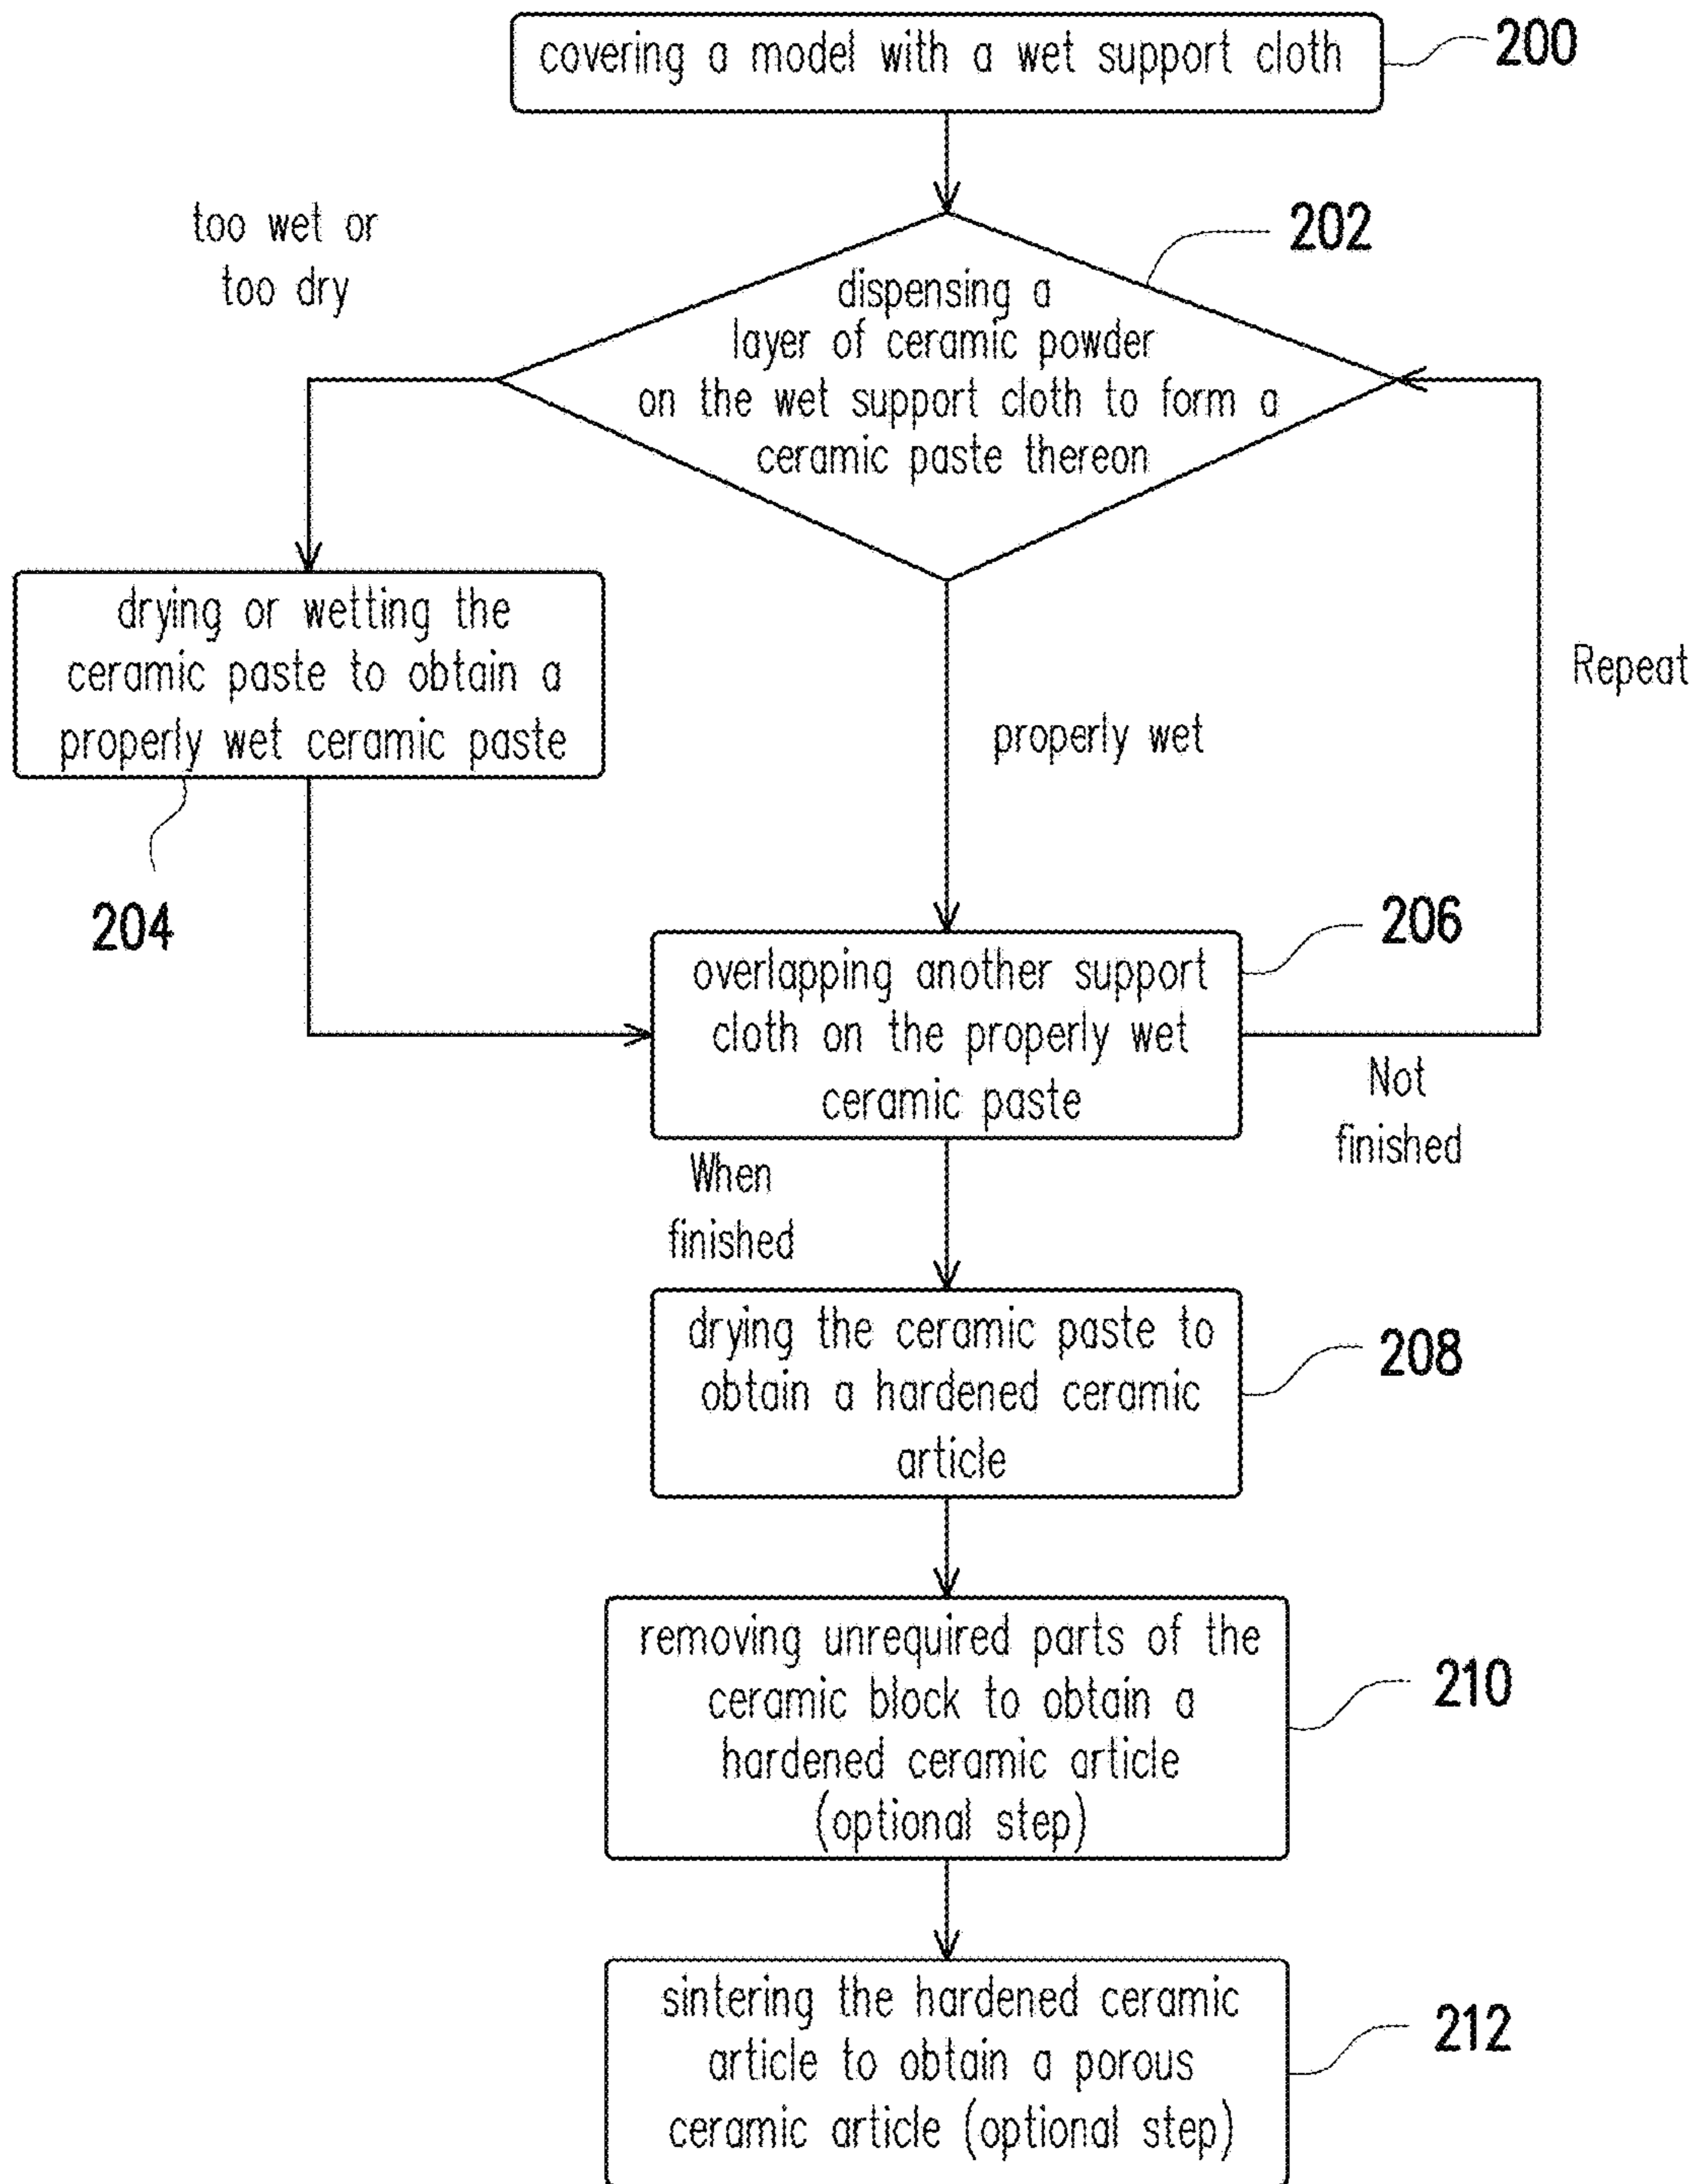 covering a model with a wet support cloth
200
202
too wet or
too dry
dispensing a
layer of ceramic powder
on the wet support cloth to form a
ceramic paste thereon
drying or wetting the
ceramic paste to obtain a
properly wet ceramic paste
204
properly wet
Repeat
206
overlapping another support
cloth on the properly wet
ceramic paste
Not
finished
When
finished
drying the ceramic paste to
obtain a hardened ceramic
article
208
removing unrequired parts of the
ceramic block to obtain a
hardened ceramic article
(optional step)
210
sintering the hardened ceramic
article to obtain a porous
ceramic article (optional step)
212